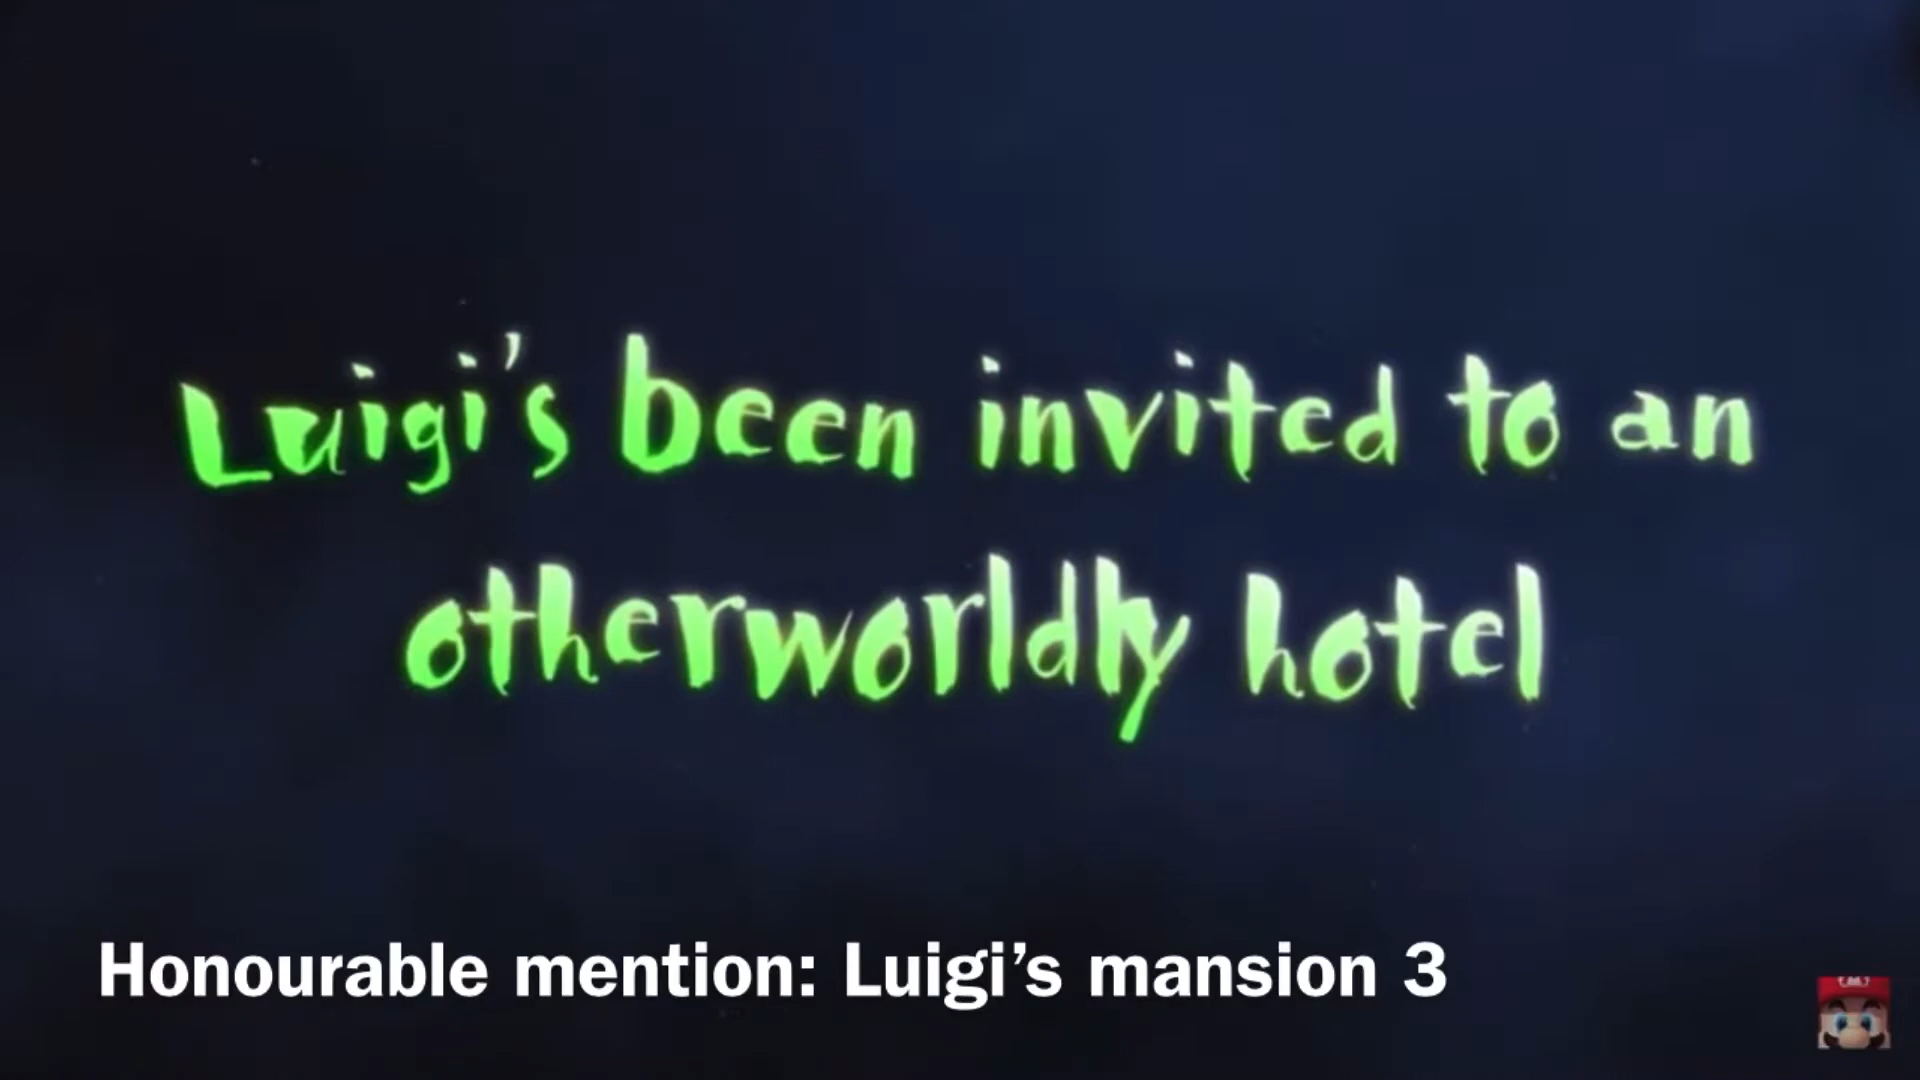 Luigi's been invited to an
otherworldly hotel
Honourable mention: Luigi’s mansion 3